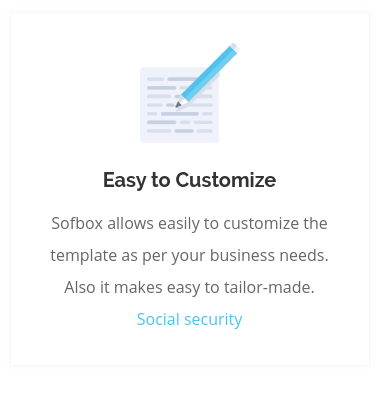 Easy to Customize
Sofbox allows easily to customize the
template as per your business needs.
Also it makes easy to tailor-made.
Social security